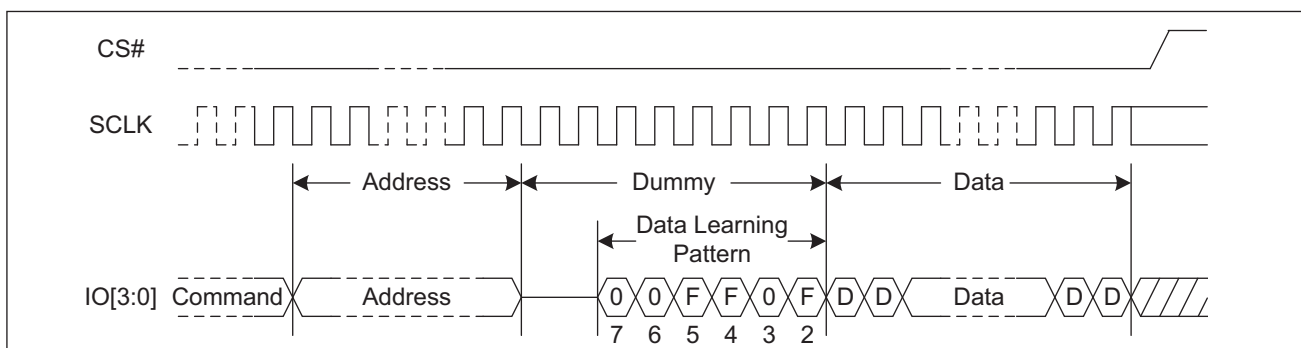 CS#
SCLK
Address Dummy Data
Data Learning
Pattern
IO[3:0] Command Address 0 0 F F 0 F D D Data D D
7 6 5 4 3 2